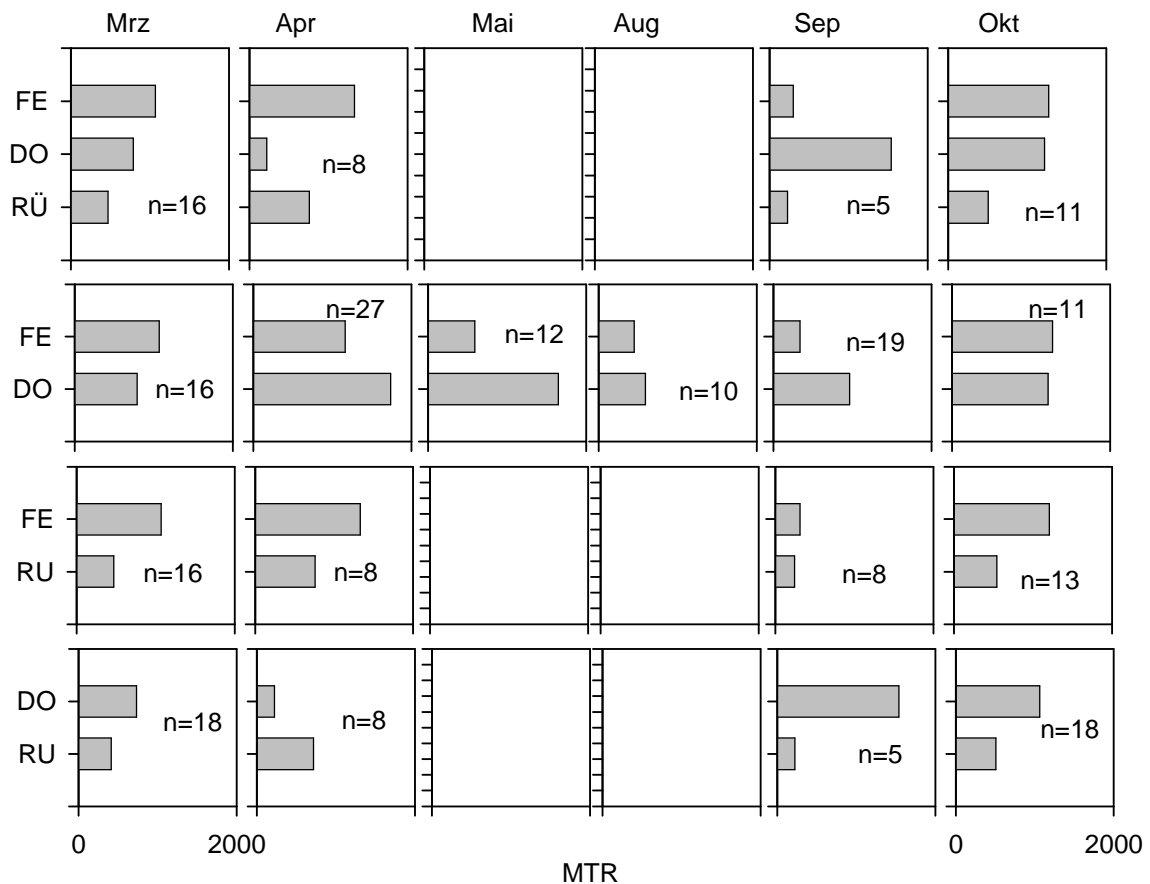 Mrz Apr Mai Aug Sep Okt
FE
DO n=8
RÜ n=16 n=5 n=11
n=27 n=11
FE n=12 n=19
DO n=16 n=10
FE
RU n=16 n=8 n=8 n=13
DO
n=18 n=8 n=18
RU n=5
0 2000 0 2000
MTR